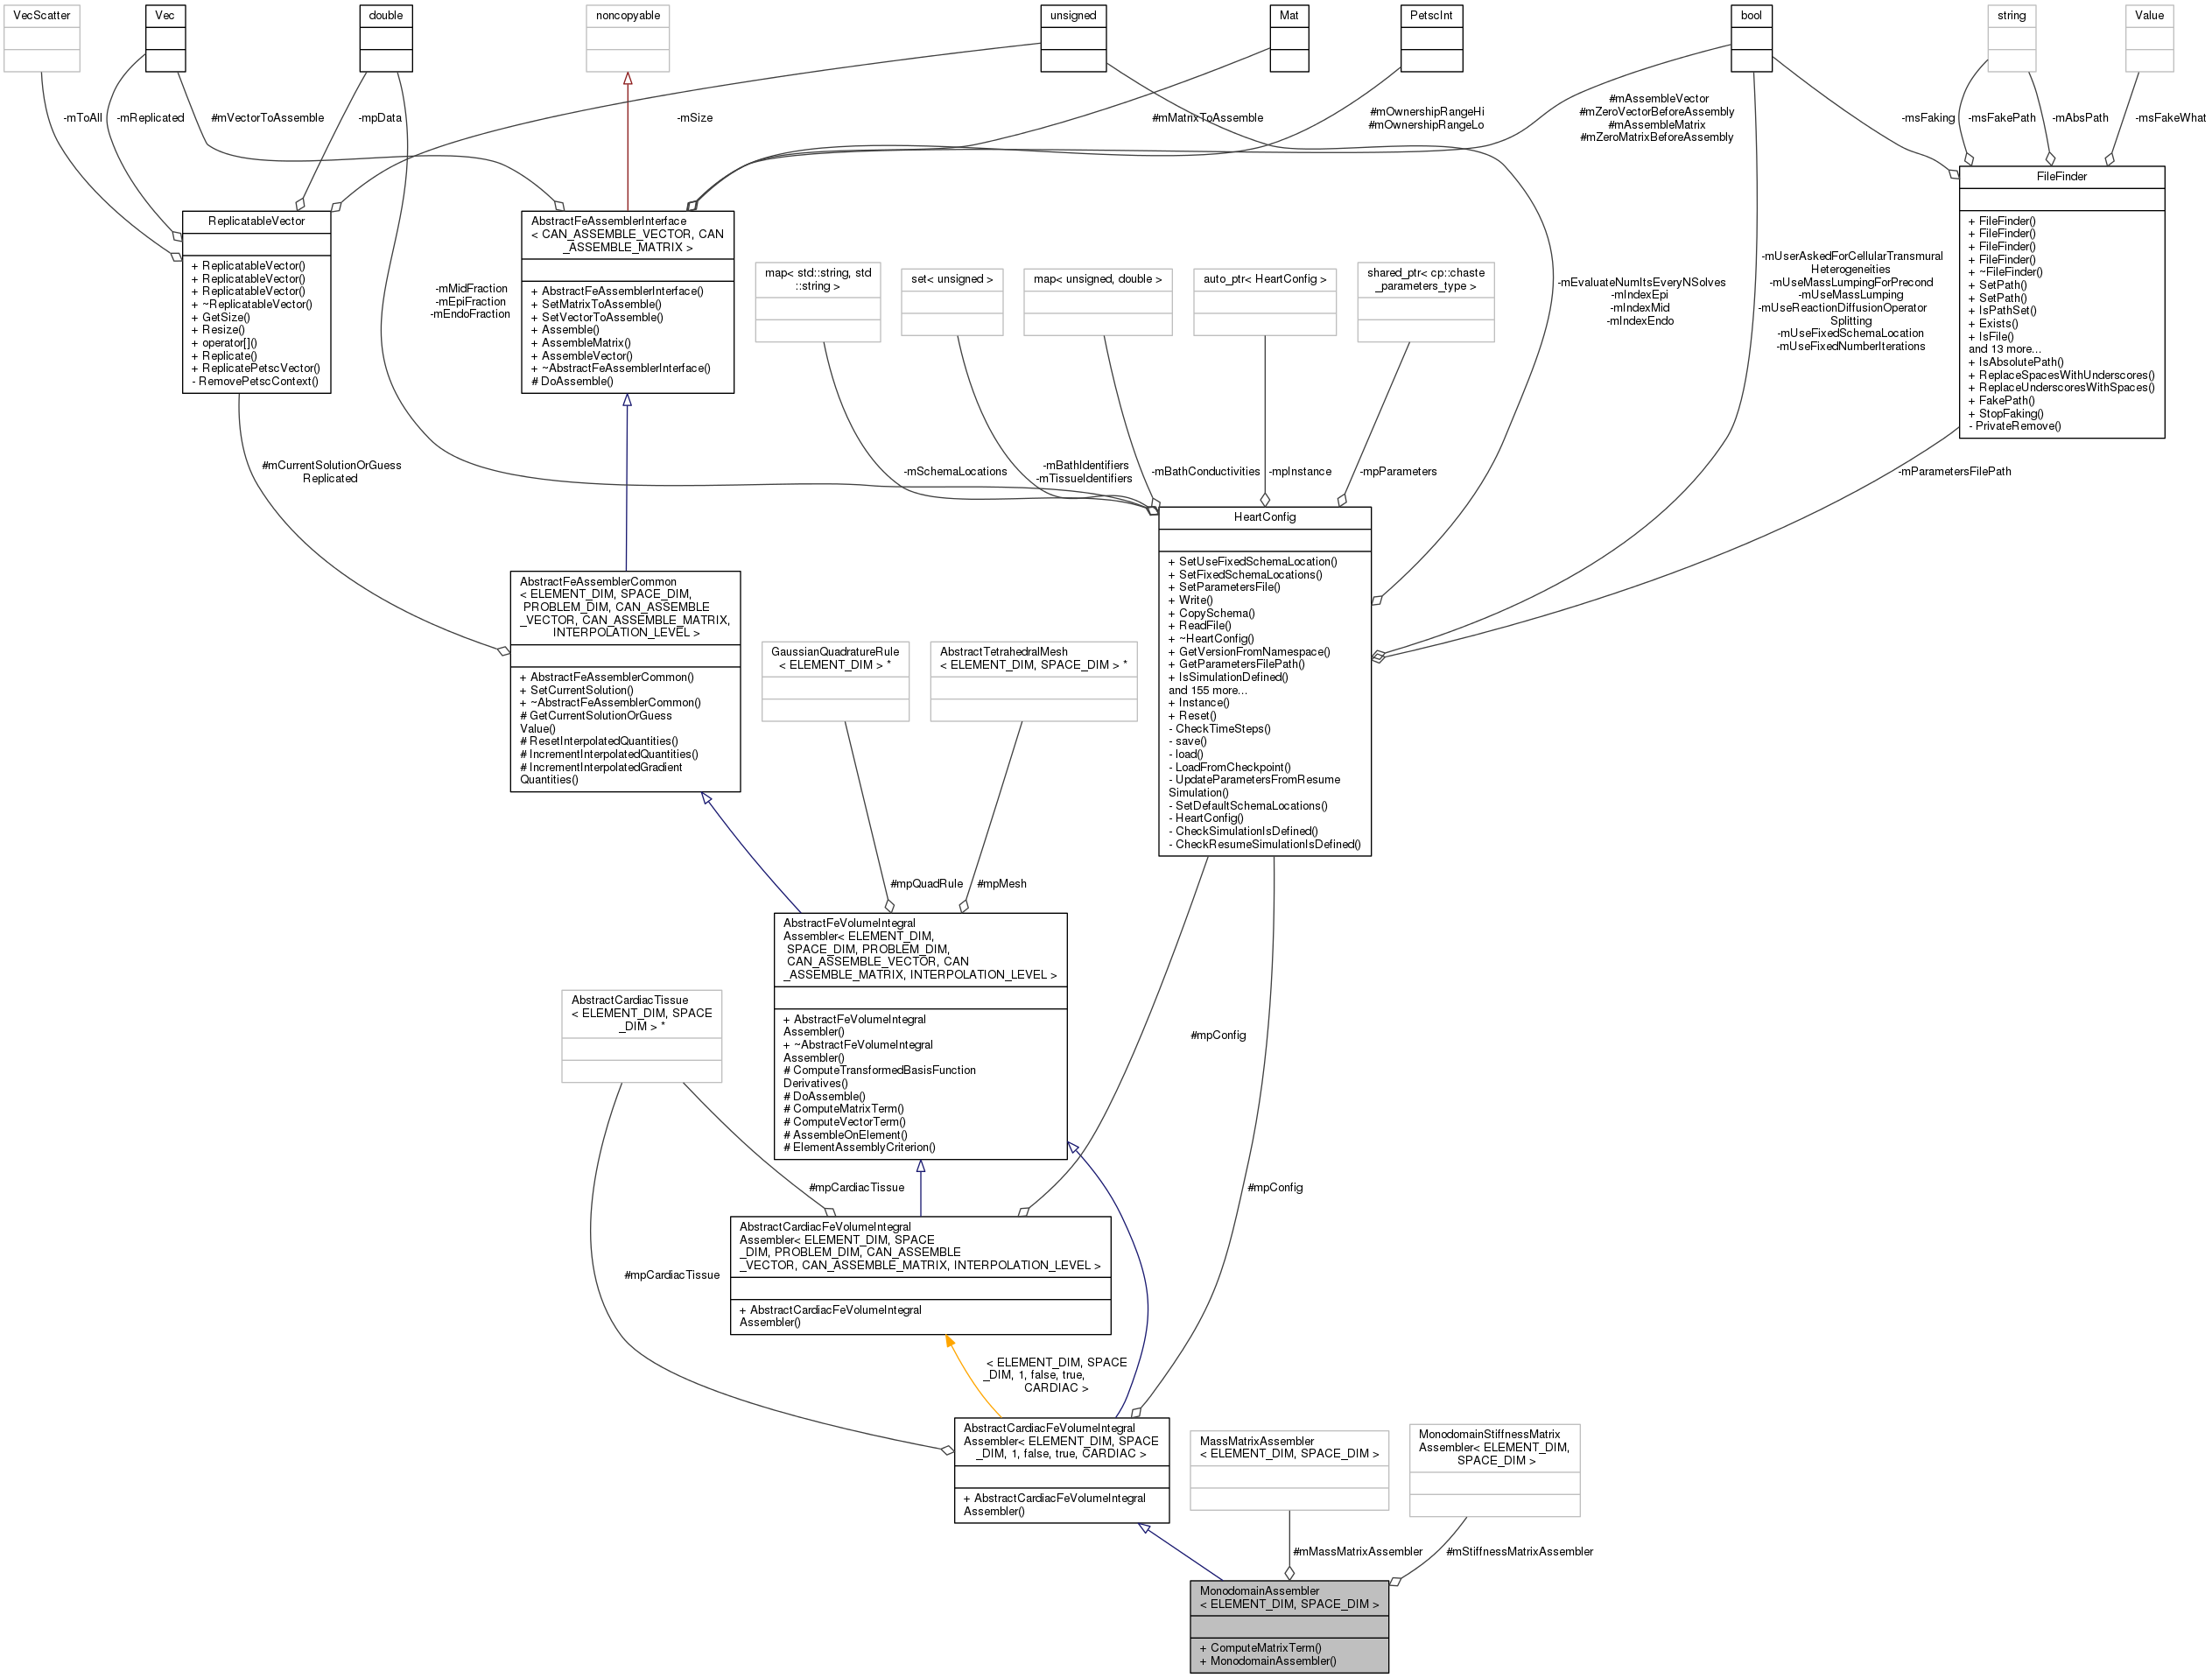 VecScatter
Vec
double
noncopyable
unsigned
Mat
PetscInt
bool
string
Value
-mToAll
-mReplicated
#mVectorToAssemble
-mpData
-mSize
#mMatrixToAssemble
#mOwnershipRangeHi
#mOwnershipRangeLo
#mAssembleVector
#mZeroVectorBeforeAssembly
#mAssembleMatrix
#mZeroMatrixBeforeAssembly
-msFaking
-msFakePath
-mAbsPath
-msFakeWhat
ReplicatableVector
+ ReplicatableVector()
+ ReplicatableVector()
+ ReplicatableVector()
+ ~ReplicatableVector()
+ GetSize()
+ Resize()
+ operator[]()
+ Replicate()
+ ReplicatePetscVector()
- RemovePetscContext()
AbstractFeAssemblerInterface
< CAN_ASSEMBLE_VECTOR, CAN
_ASSEMBLE_MATRIX >
+ AbstractFeAssemblerInterface()
+ SetMatrixToAssemble()
+ SetVectorToAssemble()
+ Assemble()
+ AssembleMatrix()
+ AssembleVector()
+ ~AbstractFeAssemblerInterface()
# DoAssemble()
FileFinder
+ FileFinder()
+ FileFinder()
+ FileFinder()
+ FileFinder()
+ ~FileFinder()
+ SetPath()
+ SetPath()
+ IsPathSet()
+ Exists()
+ IsFile()
and 13 more...
+ IsAbsolutePath()
+ ReplaceSpacesWithUnderscores()
+ ReplaceUnderscoresWithSpaces()
+ FakePath()
+ StopFaking()
- PrivateRemove()
-mMidFraction
-mEpiFraction
-mEndoFraction
map< std::string, std
::string >
set< unsigned >
map< unsigned, double >
auto_ptr< HeartConfig >
shared_ptr< cp::chaste
_parameters_type >
-mEvaluateNumItsEveryNSolves
-mIndexEpi
-mIndexMid
-mIndexEndo
-mUserAskedForCellularTransmural
Heterogeneities
-mUseMassLumpingForPrecond
-mUseMassLumping
-mUseReactionDiffusionOperator
Splitting
-mUseFixedSchemaLocation
-mUseFixedNumberIterations
#mCurrentSolutionOrGuess
Replicated
-mSchemaLocations
-mBathIdentifiers
-mTissueIdentifiers
-mBathConductivities
-mpInstance
-mpParameters
-mParametersFilePath
HeartConfig
+ SetUseFixedSchemaLocation()
+ SetFixedSchemaLocations()
+ SetParametersFile()
+ Write()
+ CopySchema()
+ ReadFile()
+ ~HeartConfig()
+ GetVersionFromNamespace()
+ GetParametersFilePath()
+ IsSimulationDefined()
and 155 more...
+ Instance()
+ Reset()
- CheckTimeSteps()
- save()
- load()
- LoadFromCheckpoint()
- UpdateParametersFromResume
Simulation()
- SetDefaultSchemaLocations()
- HeartConfig()
- CheckSimulationIsDefined()
- CheckResumeSimulationIsDefined()
AbstractFeAssemblerCommon
< ELEMENT_DIM, SPACE_DIM,
PROBLEM_DIM, CAN_ASSEMBLE
_VECTOR, CAN_ASSEMBLE_MATRIX,
INTERPOLATION_LEVEL >
+ AbstractFeAssemblerCommon()
+ SetCurrentSolution()
+ ~AbstractFeAssemblerCommon()
# GetCurrentSolutionOrGuess
Value()
# ResetInterpolatedQuantities()
# IncrementInterpolatedQuantities()
# IncrementInterpolatedGradient
Quantities()
GaussianQuadratureRule
< ELEMENT_DIM > *
AbstractTetrahedralMesh
< ELEMENT_DIM, SPACE_DIM > *
#mpQuadRule
#mpMesh
AbstractFeVolumeIntegral
Assembler< ELEMENT_DIM,
SPACE_DIM, PROBLEM_DIM,
CAN_ASSEMBLE_VECTOR, CAN
_ASSEMBLE_MATRIX, INTERPOLATION_LEVEL >
+ AbstractFeVolumeIntegral
Assembler()
+ ~AbstractFeVolumeIntegral
Assembler()
# ComputeTransformedBasisFunction
Derivatives()
# DoAssemble()
# ComputeMatrixTerm()
# ComputeVectorTerm()
# AssembleOnElement()
# ElementAssemblyCriterion()
AbstractCardiacTissue
< ELEMENT_DIM, SPACE
_DIM > *
#mpConfig
#mpCardiacTissue
#mpConfig
AbstractCardiacFeVolumeIntegral
Assembler< ELEMENT_DIM, SPACE
_DIM, PROBLEM_DIM, CAN_ASSEMBLE
_VECTOR, CAN_ASSEMBLE_MATRIX, INTERPOLATION_LEVEL >
+ AbstractCardiacFeVolumeIntegral
Assembler()
#mpCardiacTissue
< ELEMENT_DIM, SPACE
_DIM, 1, false, true,
CARDIAC >
AbstractCardiacFeVolumeIntegral
Assembler< ELEMENT_DIM, SPACE
_DIM, 1, false, true, CARDIAC >
+ AbstractCardiacFeVolumeIntegral
Assembler()
MassMatrixAssembler
< ELEMENT_DIM, SPACE_DIM >
MonodomainStiffnessMatrix
Assembler< ELEMENT_DIM,
SPACE_DIM >
#mMassMatrixAssembler
#mStiffnessMatrixAssembler
MonodomainAssembler
< ELEMENT_DIM, SPACE_DIM >
+ ComputeMatrixTerm()
+ MonodomainAssembler()